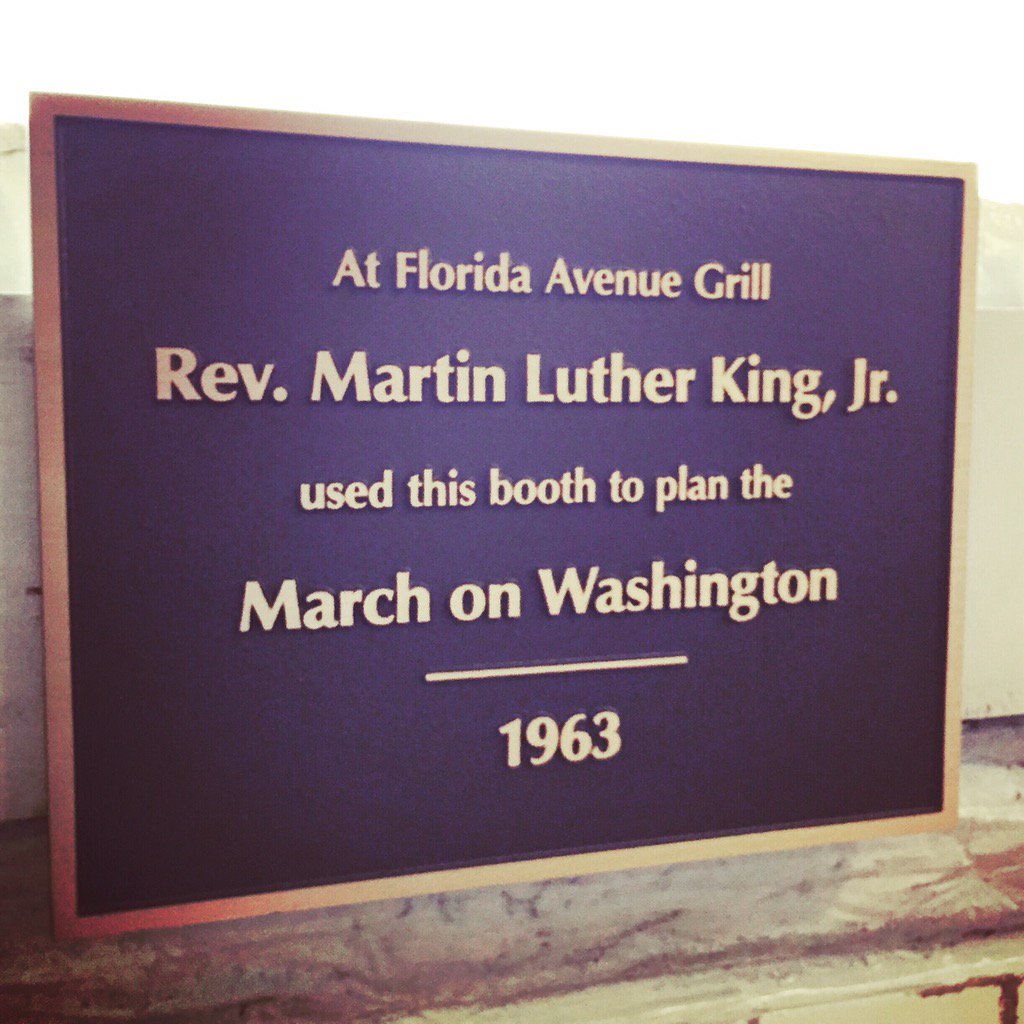 At Florida Avenue Grill
Rev. Martin Luther King, Jr.
used this booth to plan the
March on Washington
1963